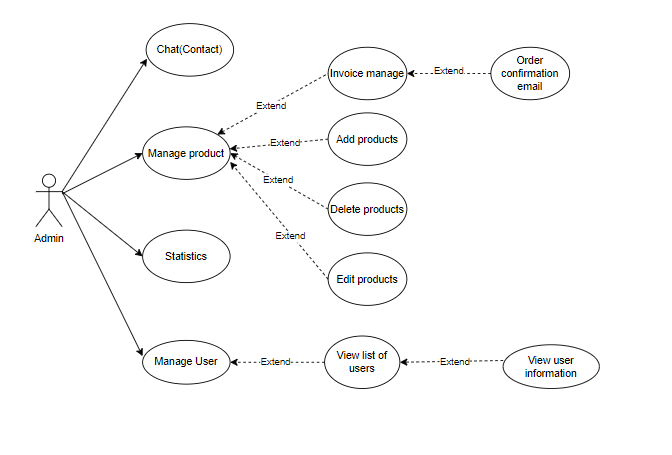 Chat(Contact)
Invoice manage
Extend
Order
confirmation
email
Extend
Manage product
Extend
Add products
Extend
Delete products
Extend
Edit products
Admin
Statistics
Manage User
Extend
View list of
users
Extend
View user
information